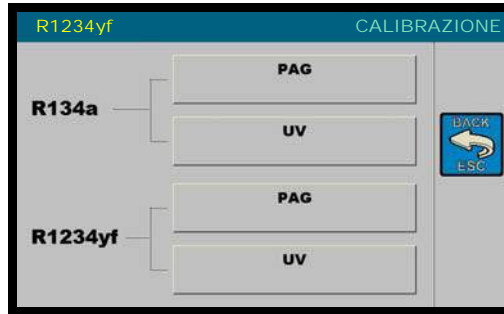 R1234yf CALIBRAZIONE
PAG
R134a
UV
BACK
ESC
PAG
R1234yf
UV